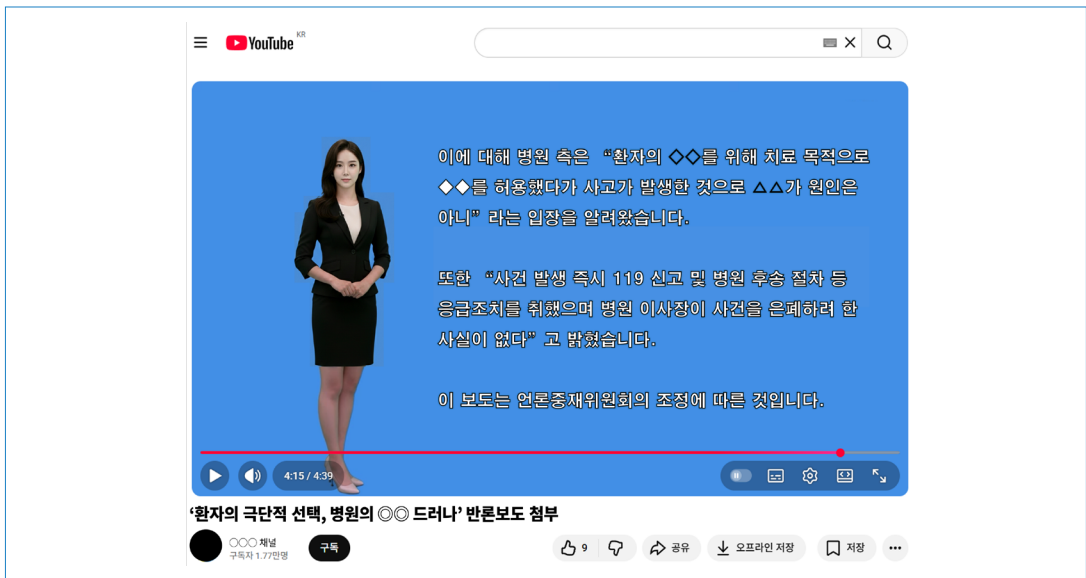 YouTube KR
이에 대해 병원 측은 “환자의 ◇◇를 위해 치료 목적으로
◆◆를 허용했다가 사고가 발생한 것으로 △△가 원인은
아니” 라는 입장을 알려왔습니다.
또한 “사건 발생 즉시 119 신고 및 병원 후송 절차 등
응급조치를 취했으며 병원 이사장이 사건을 은폐하려 한
사실이 없다” 고 밝혔습니다.
이 보도는 언론중재위원회의 조정에 따른 것입니다.
4:15 / 4:39
‘환자의 극단적 선택, 병원의 ◎◎ 드러나’ 반론보도 첨부
○○○ 채널
구독자 1.77만명
구독
9
공유
오프라인 저장
저장